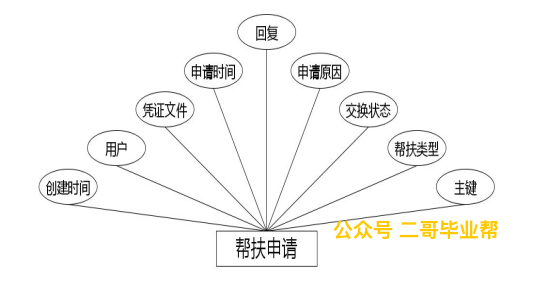 回复
申请时间
申请原因
凭证文件
交换状态
用户
帮扶类型
创建时间
主键
公众号 二哥毕业帮
帮扶申请